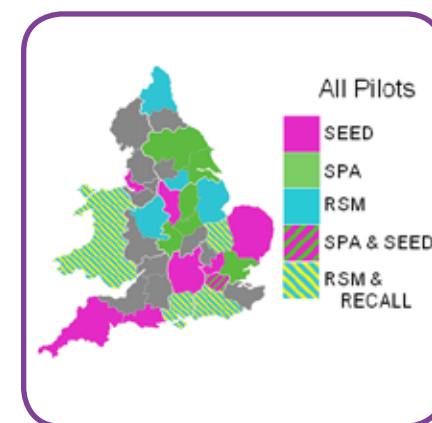 All Pilots
SEED
SPA
RSM
SPA & SEED
RSM &
RECALL